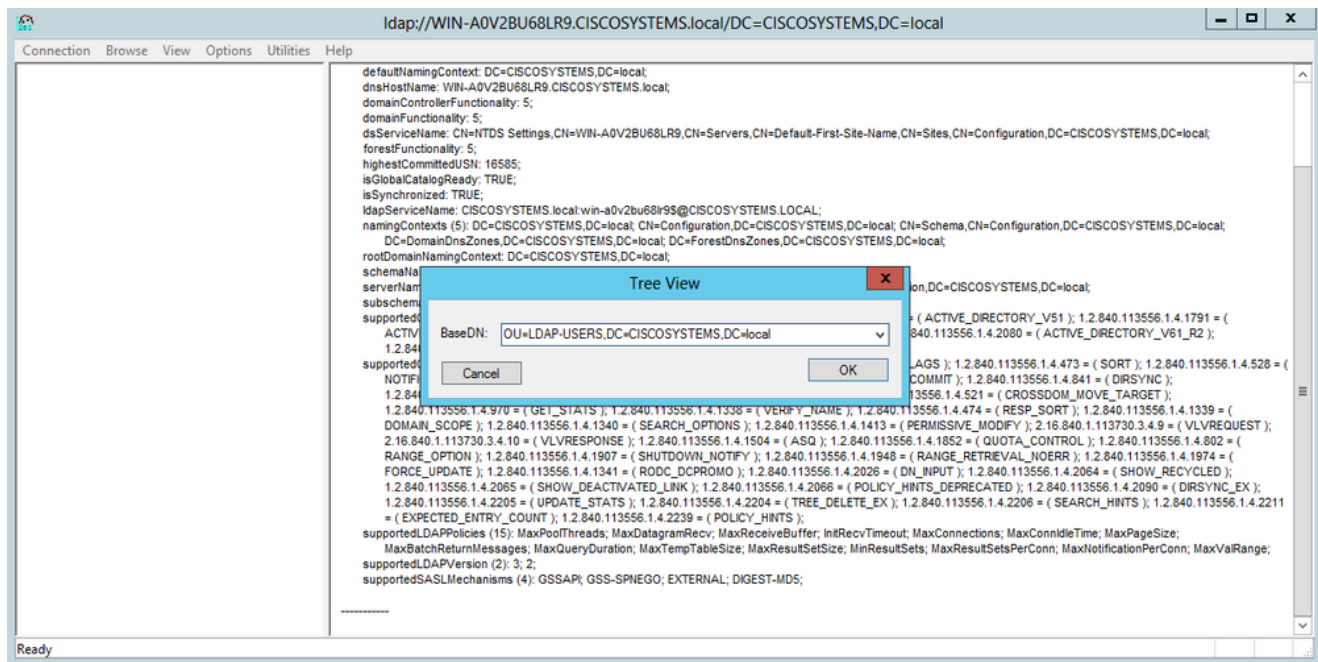 ldap://WIN-A0V2BU68LR9.CISCOSYSTEMS.local/DC=CISCOSYSTEMS,DC=local
Connection Browse View Options Utilities Help
defaultNamingContext: DC=CISCOSYSTEMS,DC=local;
dnsHostName: WIN-A0V2BU68LR9.CISCOSYSTEMS.local;
domainControllerFunctionality: 5;
domainFunctionality: 5;
dsServiceName: CN=NTDS Settings,CN=WIN-A0V2BU68LR9,CN=Servers,CN=Default-First-Site-Name,CN=Sites,CN=Configuration,DC=CISCOSYSTEMS,DC=local;
forestFunctionality: 5;
highestCommittedUSN: 16585;
isGlobalCatalogReady: TRUE;
isSynchronized: TRUE;
ldapServiceName: CISCOSYSTEMS.local:win-a0v2bu68lr9$@CISCOSYSTEMS.LOCAL;
namingContexts (5): DC=CISCOSYSTEMS,DC=local; CN=Configuration,DC=CISCOSYSTEMS,DC=local; CN=Schema,CN=Configuration,DC=CISCOSYSTEMS,DC=local;
DC=DomainDnsZones,DC=CISCOSYSTEMS,DC=local; DC=ForestDnsZones,DC=CISCOSYSTEMS,DC=local;
rootDomainNamingContext: DC=CISCOSYSTEMS,DC=local;
schemaNa
serverNam ion,DC=CISCOSYSTEMS,DC=local;
subschem
supported = ( ACTIVE_DIRECTORY_V51 ); 1.2.840.113556.1.4.1791 = (
ACTIV 840.113556.1.4.2080 = ( ACTIVE_DIRECTORY_V61_R2 );
1.2.84
supported LAGS ); 1.2.840.113556.1.4.473 = ( SORT ); 1.2.840.113556.1.4.528 = (
NOTIF COMMIT ); 1.2.840.113556.1.4.841 = ( DIRSYNC );
1.2.84 13556.1.4.521 = ( CROSSDOM_MOVE_TARGET );
Tree View
BaseDN: OU=LDAP-USERS,DC=CISCOSYSTEMS,DC=local
Cancel OK
1.2.840.113556.1.4.970 = ( GET_STATS ); 1.2.840.113556.1.4.1338 = ( VERIFY_NAME ); 1.2.840.113556.1.4.474 = ( RESP_SORT ); 1.2.840.113556.1.4.1339 = (
DOMAIN_SCOPE ); 1.2.840.113556.1.4.1340 = ( SEARCH_OPTIONS ); 1.2.840.113556.1.4.1413 = ( PERMISSIVE_MODIFY ); 2.16.840.1.113730.3.4.9 = ( VLVREQUEST );
2.16.840.1.113730.3.4.10 = ( VLVRESPONSE ); 1.2.840.113556.1.4.1504 = ( ASQ ); 1.2.840.113556.1.4.1852 = ( QUOTA_CONTROL ); 1.2.840.113556.1.4.802 = (
RANGE_OPTION ); 1.2.840.113556.1.4.1907 = ( SHUTDOWN_NOTIFY ); 1.2.840.113556.1.4.1948 = ( RANGE_RETRIEVAL_NOERR ); 1.2.840.113556.1.4.1974 = (
FORCE_UPDATE ); 1.2.840.113556.1.4.1341 = ( RODC_DCPROMO ); 1.2.840.113556.1.4.2026 = ( DN_INPUT ); 1.2.840.113556.1.4.2064 = ( SHOW_RECYCLED );
1.2.840.113556.1.4.2065 = ( SHOW_DEACTIVATED_LINK ); 1.2.840.113556.1.4.2066 = ( POLICY_HINTS_DEPRECATED ); 1.2.840.113556.1.4.2090 = ( DIRSYNC_EX );
1.2.840.113556.1.4.2205 = ( UPDATE_STATS ); 1.2.840.113556.1.4.2204 = ( TREE_DELETE_EX ); 1.2.840.113556.1.4.2206 = ( SEARCH_HINTS ); 1.2.840.113556.1.4.2211
= ( EXPECTED_ENTRY_COUNT ); 1.2.840.113556.1.4.2239 = ( POLICY_HINTS );
supportedLDAPPolicies (15): MaxPoolThreads; MaxDatagramRecv; MaxReceiveBuffer; InitRecvTimeout; MaxConnections; MaxConnIdleTime; MaxPageSize;
MaxBatchReturnMessages; MaxQueryDuration; MaxTempTableSize; MaxResultSetSize; MinResultSets; MaxResultSetsPerConn; MaxNotificationPerConn; MaxValRange;
supportedLDAPVersion (2): 3; 2;
supportedSASLMechanisms (4): GSSAPI; GSS-SPNEGO; EXTERNAL; DIGEST-MD5;
-----------
Ready